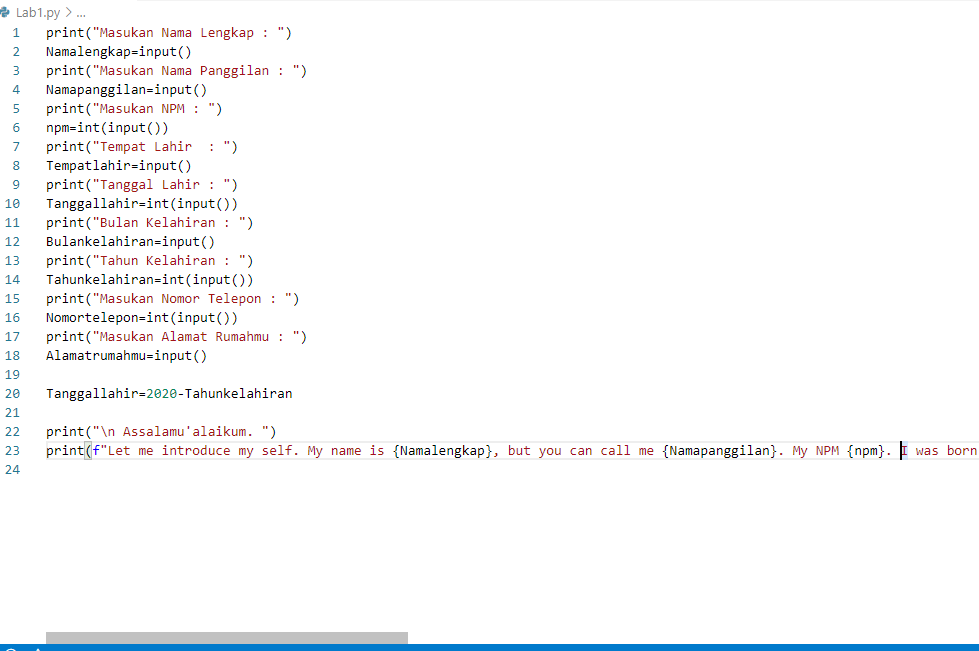 Lab1.py > ...
1 print("Masukan Nama Lengkap : ")
2 Namalengkap=input()
3 print("Masukan Nama Panggilan : ")
4 Namapanggilan=input()
5 print("Masukan NPM : ")
6 npm=int(input())
7 print("Tempat Lahir  : ")
8 Tempatlahir=input()
9 print("Tanggal Lahir : ")
10 Tanggallahir=int(input())
11 print("Bulan Kelahiran : ")
12 Bulankelahiran=input()
13 print("Tahun Kelahiran : ")
14 Tahunkelahiran=int(input())
15 print("Masukan Nomor Telepon : ")
16 Nomortelepon=int(input())
17 print("Masukan Alamat Rumahmu : ")
18 Alamatrumahmu=input()
19
20 Tanggallahir=2020-Tahunkelahiran
21
22 print("\n Assalamu'alaikum. ")
23 print(f"Let me introduce my self. My name is {Namalengkap}, but you can call me {Namapanggilan}. My NPM {npm}. I was born
24